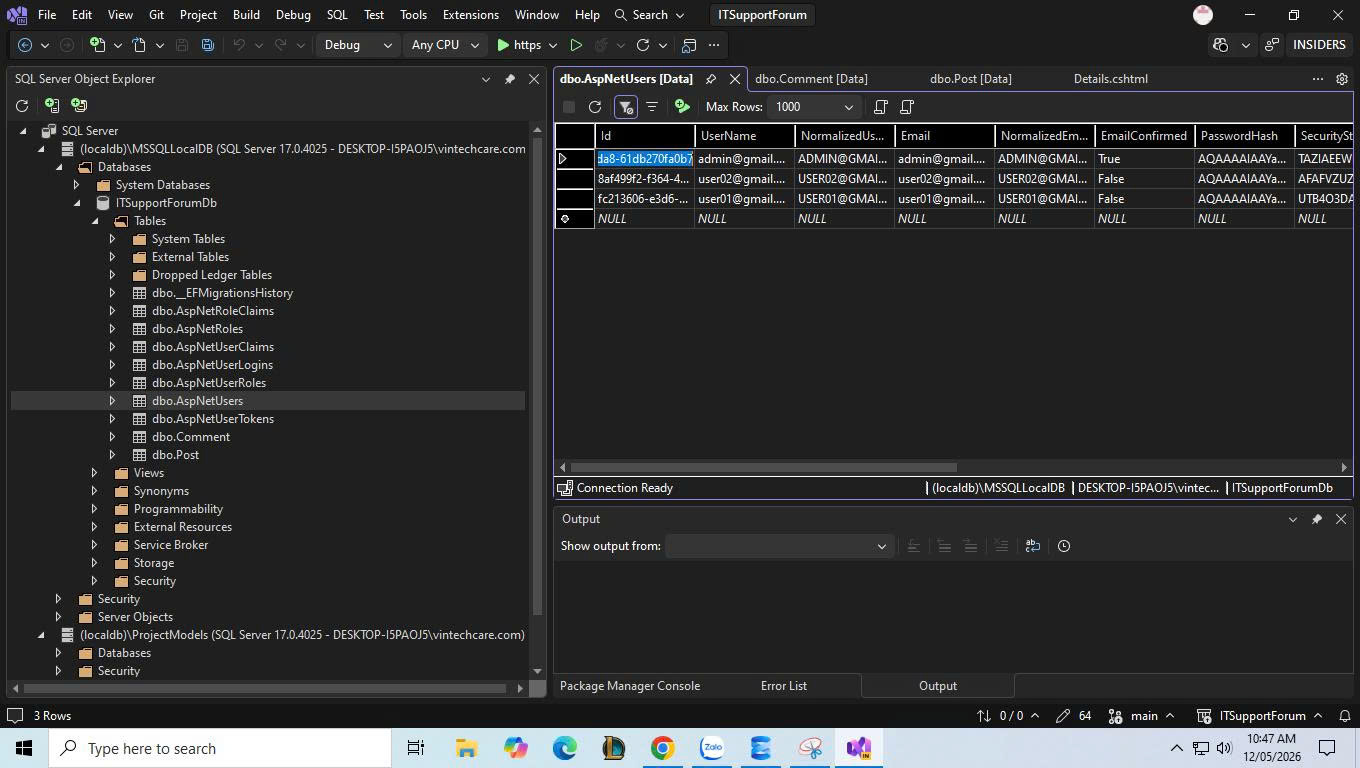 File Edit View Git Project Build Debug SQL Test Tools Extensions Window Help Search ITSupportForum
Debug Any CPU https INSIDERS
SQL Server Object Explorer
SQL Server
(localdb)\MSSQLLocalDB (SQL Server 17.0.4025 - DESKTOP-I5PAOJ5\vintechcare.com
Databases
System Databases
ITSupportForumDb
Tables
System Tables
External Tables
Dropped Ledger Tables
dbo.__EFMigrationsHistory
dbo.AspNetRoleClaims
dbo.AspNetRoles
dbo.AspNetUserClaims
dbo.AspNetUserLogins
dbo.AspNetUserRoles
dbo.AspNetUsers
dbo.AspNetUserTokens
dbo.Comment
dbo.Post
Views
Synonyms
Programmability
External Resources
Service Broker
Storage
Security
Security
Server Objects
(localdb)\ProjectModels (SQL Server 17.0.4025 - DESKTOP-I5PAOJ5\vintechcare.com)
Databases
Security
dbo.AspNetUsers [Data] dbo.Comment [Data] dbo.Post [Data] Details.cshtml
Max Rows: 1000
Id UserName NormalizedUs... Email NormalizedEm... EmailConfirmed PasswordHash SecuritySt
da8-61db270fa0b7 admin@gmail.... ADMIN@GMAI... admin@gmail.... ADMIN@GMAI... True AQAAAAIAAYa... TAZIAEEW
8af499f2-f364-4... user02@gmail.... USER02@GMAI... user02@gmail.... USER02@GMAI... False AQAAAAIAAYa... AFAFVZUZ
fc213606-e3d6-... user01@gmail.... USER01@GMAI... user01@gmail.... USER01@GMAI... False AQAAAAIAAYa... UTB4O3DA
NULL NULL NULL NULL NULL NULL NULL NULL
Connection Ready (localdb)\MSSQLLocalDB DESKTOP-I5PAOJ5\vintec... ITSupportForumDb
Output
Show output from:
Package Manager Console Error List Output
3 Rows 0 / 0 64 main ITSupportForum
Type here to search Zalo 10:47 AM
12/05/2026